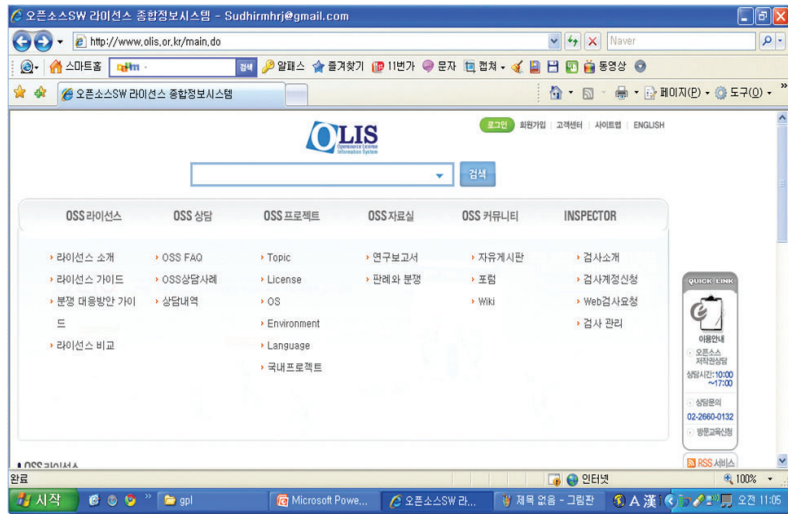 오픈소스SW 라이선스 종합정보시스템 - Sudhirmhrj@gmail.com
http://www.olis.or.kr/main.do
Naver
스마트홈
검색
알패스
즐겨찾기
11번가
문자
캡쳐
동영상
오픈소스SW 라이선스 종합정보시스템
페이지(P)
도구(O)
로그인 회원가입 고객센터 사이트맵 ENGLISH
OLIS
Opensource License
Information System
검색
OSS 라이선스 OSS 상담 OSS 프로젝트 OSS 자료실 OSS 커뮤니티 INSPECTOR
라이선스 소개 OSS FAQ Topic 연구보고서 자유게시판 검사소개
라이선스 가이드 OSS상담사례 License 판례와 분쟁 포럼 검사계정신청
분쟁 대응방안 가이드 상담내역 OS Wiki Web검사요청
Environment 검사 관리
라이선스 비교 Language
국내프로젝트
QUICK LINK
이용안내
오픈소스
저작권상담
상담시간:10:00
~17:00
상담문의
02-2660-0132
방문교육신청
RSS 서비스
OSS라이선스
완료
인터넷
100%
시작
gpl
Microsoft Powe...
오픈소스SW 라...
제목 없음 - 그림판
A 漢
오전 11:05